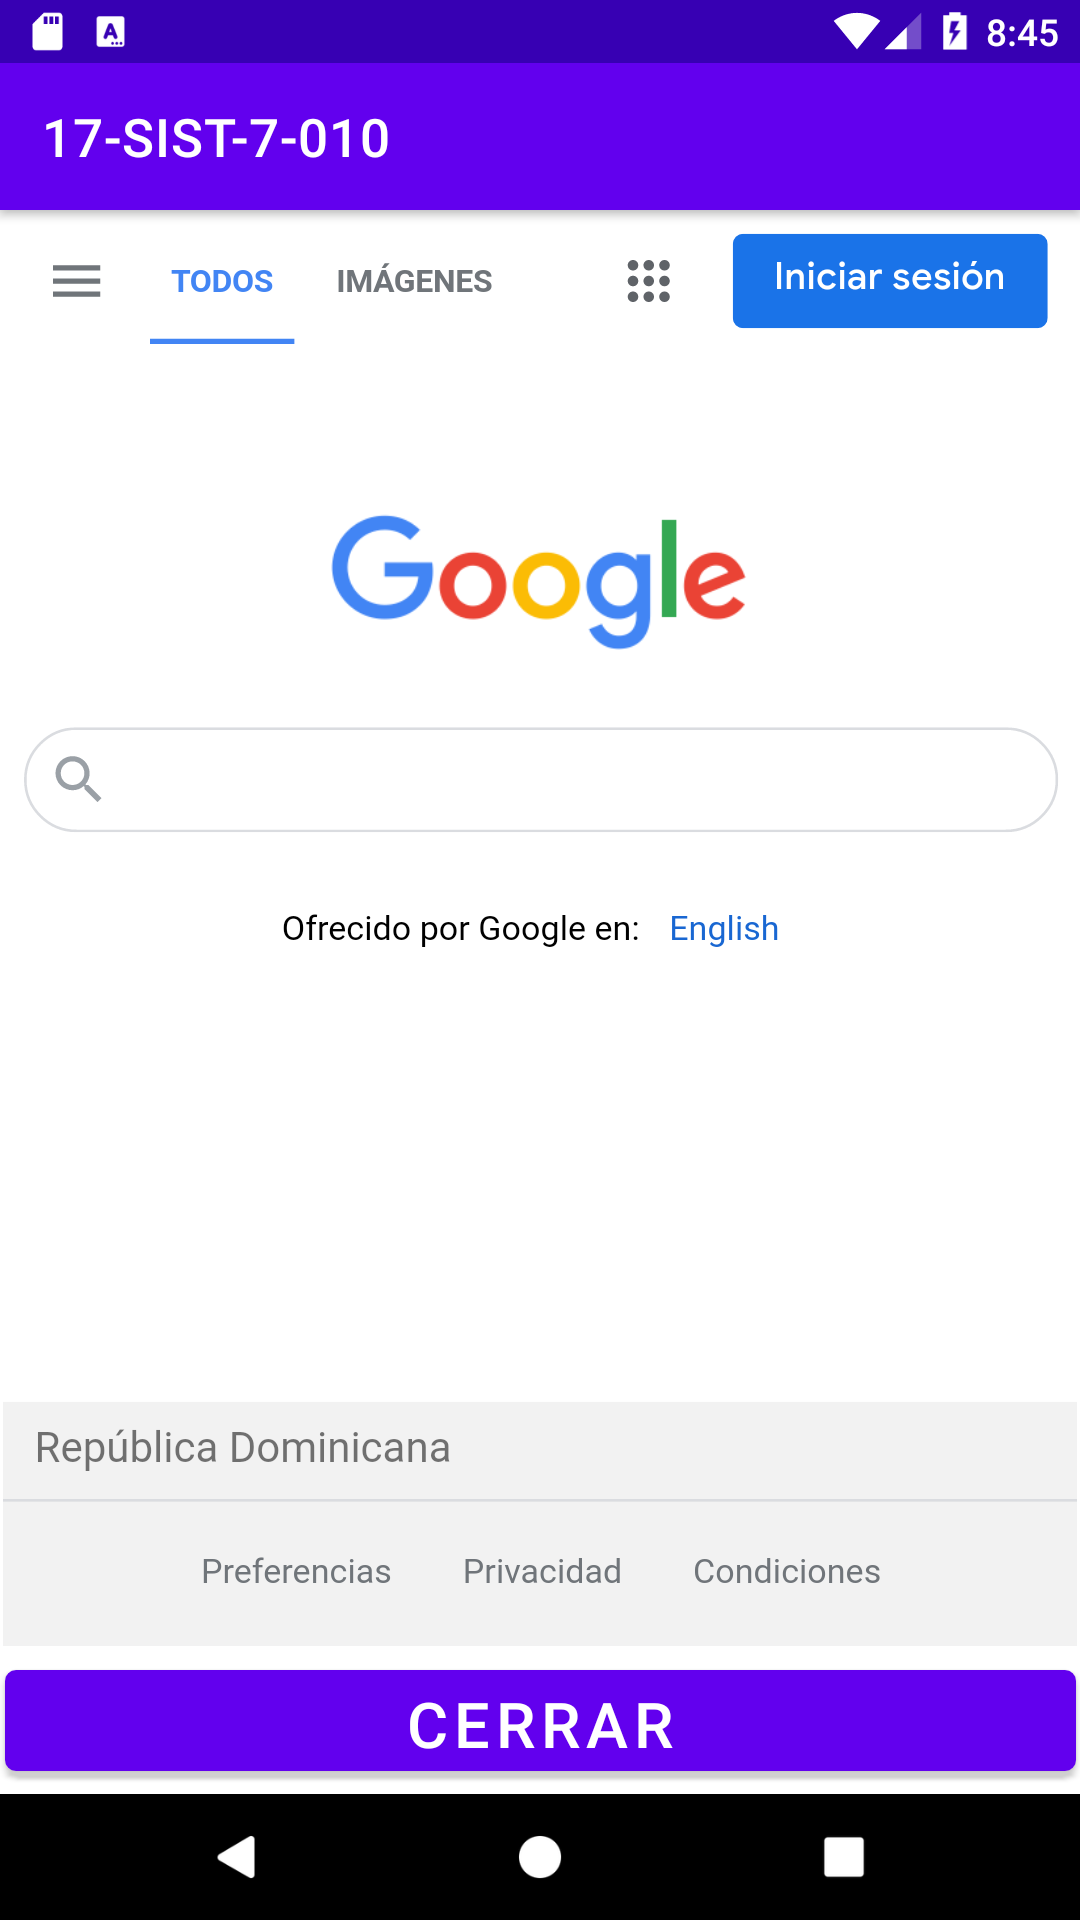 8:45
17-SIST-7-010
TODOS IMÁGENES Iniciar sesión
Google
Ofrecido por Google en: English
República Dominicana
Preferencias Privacidad Condiciones
CERRAR